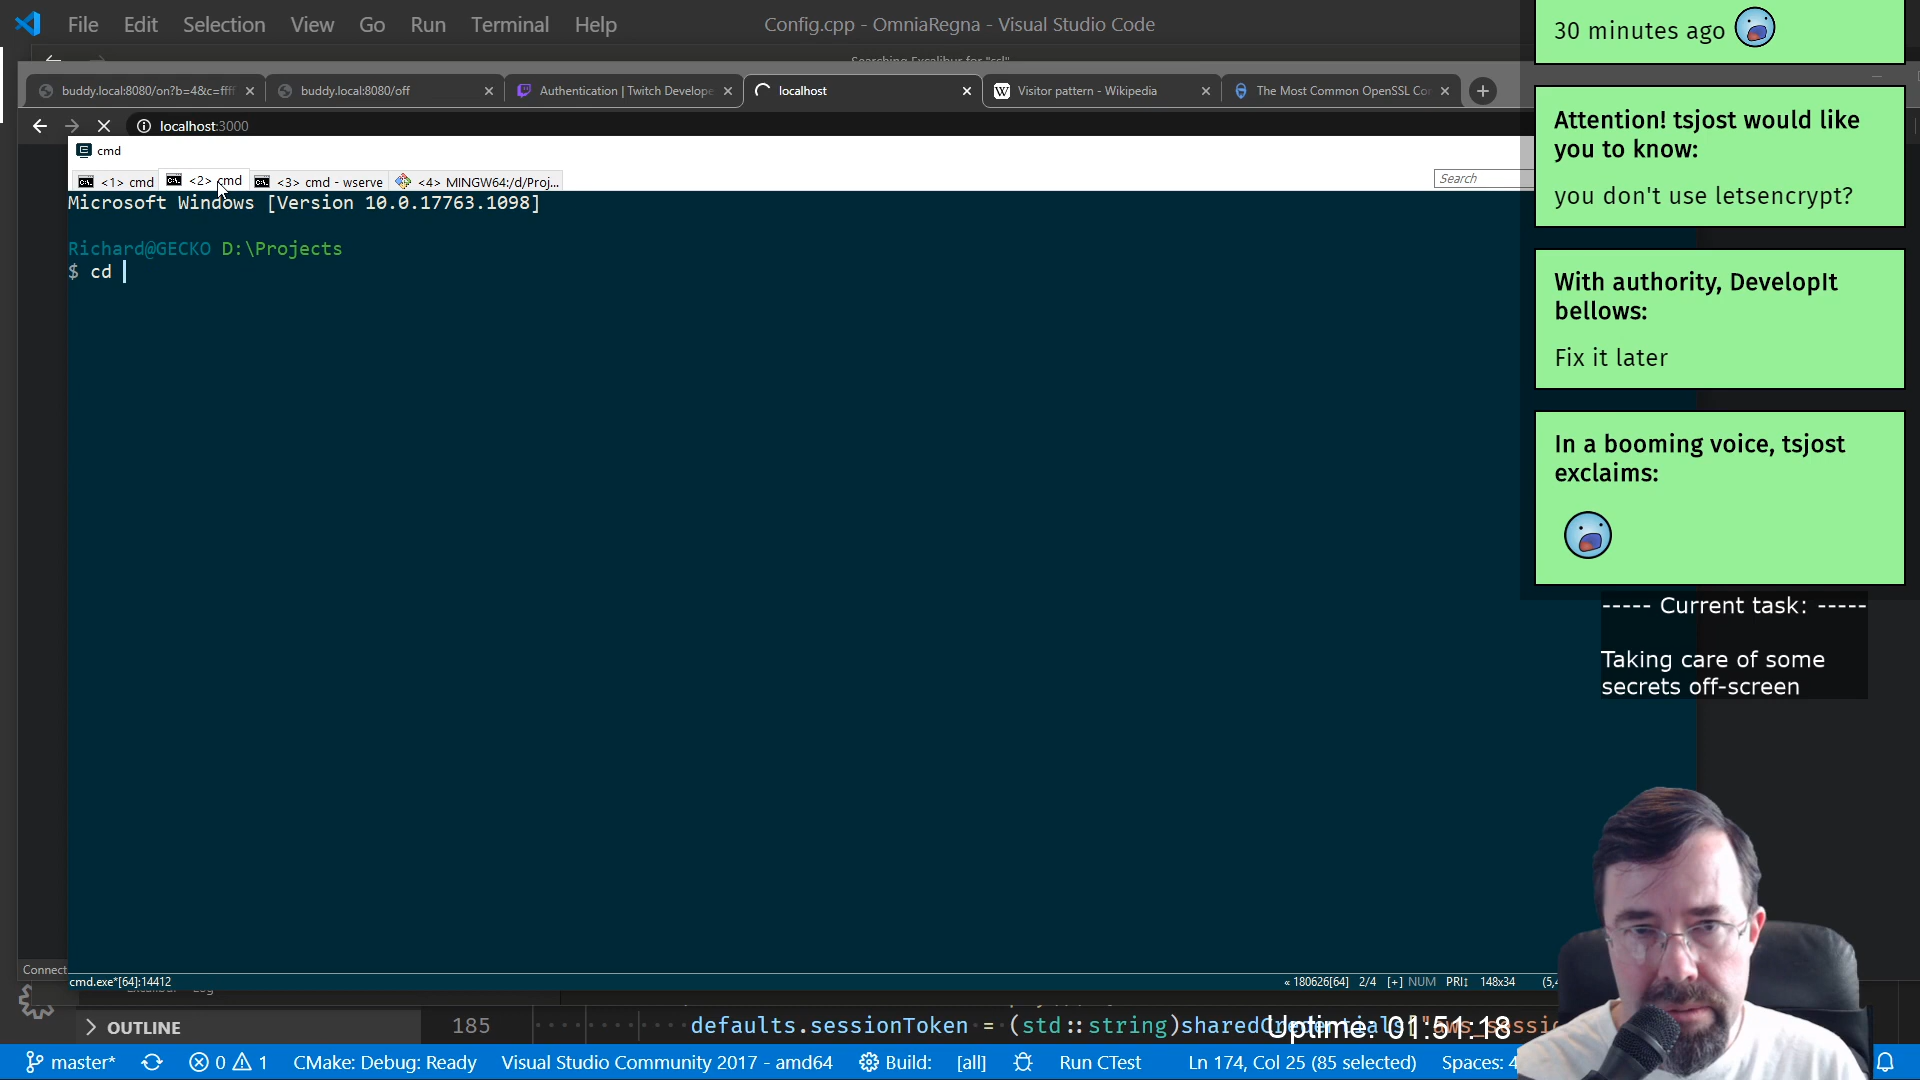 File Edit Selection View Go Run Terminal Help
Config.cpp - OmniaRegna - Visual Studio Code
Searching Excalibur for "ssl"
buddy.local:8080/on?b=4&c=ffff
buddy.local:8080/off
Authentication | Twitch Develope
localhost
Visitor pattern - Wikipedia
The Most Common OpenSSL Co
localhost:3000
cmd
<1> cmd
<2> cmd
<3> cmd - wserve
<4> MINGW64:/d/Proj...
Search
Microsoft Windows [Version 10.0.17763.1098]
Richard@GECKO D:\Projects
$ cd
30 minutes ago
Attention! tsjost would like
you to know:
you don't use letsencrypt?
With authority, DevelopIt
bellows:
Fix it later
In a booming voice, tsjost
exclaims:
----- Current task: -----
Taking care of some
secrets off-screen
Connect
cmd.exe*[64]:14412
« 180626[64] 2/4 [+] NUM PRI↕ 148x34
OUTLINE
185
defaults.sessionToken = (std::string)
Uptime: 01:51:18
master*
0 1
CMake: Debug: Ready
Visual Studio Community 2017 - amd64
Build:
[all]
Run CTest
Ln 174, Col 25 (85 selected)
Spaces: 4